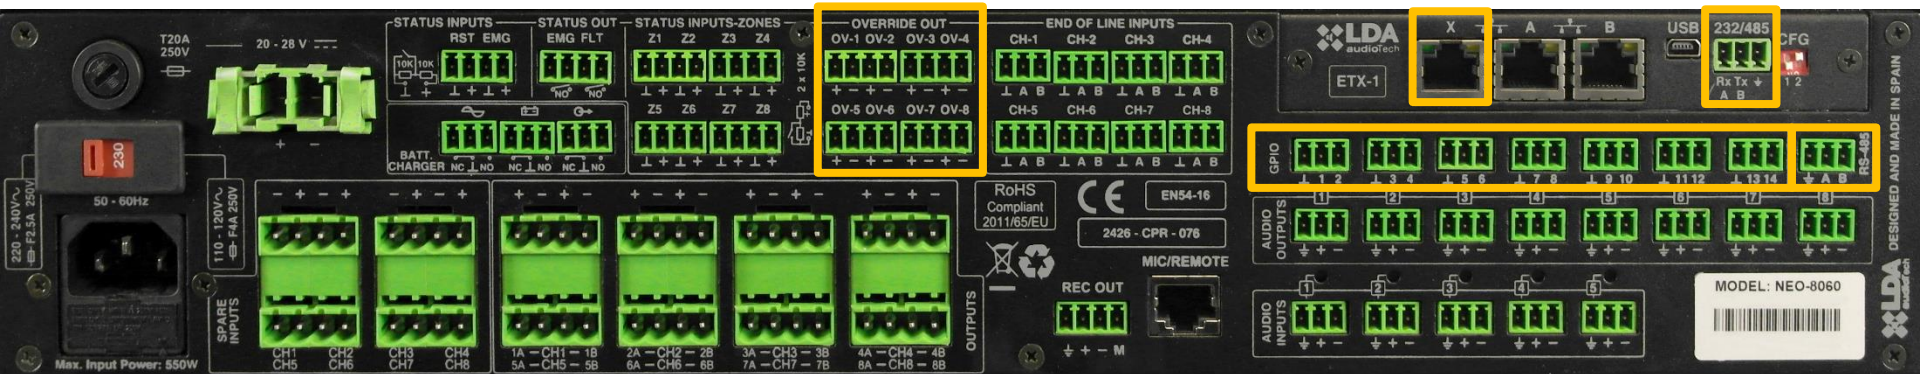 T20A
250V
20 - 28 V
+ -
230
50 - 60Hz
220 - 240V~
F2.5A 250V
110 - 120V~
F4A 250V
Max. Input Power: 550W
STATUS INPUTS
RST EMG
10K 10K
⊥ + ⊥ +
STATUS OUT
EMG FLT
NO NO
BATT.
CHARGER NC ⊥ NO NC ⊥ NO NC ⊥ NO
STATUS INPUTS-ZONES
Z1 Z2 Z3 Z4
⊥ + ⊥ + ⊥ + ⊥ +
Z5 Z6 Z7 Z8
⊥ + ⊥ + ⊥ + ⊥ +
2 x 10K
OVERRIDE OUT
OV-1 OV-2 OV-3 OV-4
+ - + - + - + -
OV-5 OV-6 OV-7 OV-8
+ - + - + - + -
END OF LINE INPUTS
CH-1 CH-2 CH-3 CH-4
⊥ A B ⊥ A B ⊥ A B ⊥ A B
CH-5 CH-6 CH-7 CH-8
⊥ A B ⊥ A B ⊥ A B ⊥ A B
LDA
audioTech
ETX-1
X A B
USB
232/485
CFG
Rx Tx
A B
1 2
DESIGNED AND MADE IN SPAIN
LDA
audioTech
GPIO
⊥ 1 2 ⊥ 3 4 ⊥ 5 6 ⊥ 7 8 ⊥ 9 10 ⊥ 11 12 ⊥ 13 14
A B
RS-485
AUDIO
OUTPUTS
1 2 3 4 5 6 7 8
+ - + - + - + - + - + - + - + -
AUDIO
INPUTS
1 2 3 4 5
+ - + - + - + - + -
MODEL: NEO-8060
RoHS
Compliant
2011/65/EU
CE
EN54-16
2426 - CPR - 076
MIC/REMOTE
REC OUT
+ - M
SPARE
INPUTS
- + - + - + - +
CH1 CH2 CH3 CH4
CH5 CH6 CH7 CH8
OUTPUTS
+ - + - + - + - + - + - + - + -
1A - CH1 - 1B 2A - CH2 - 2B 3A - CH3 - 3B 4A - CH4 - 4B
5A - CH5 - 5B 6A - CH6 - 6B 7A - CH7 - 7B 8A - CH8 - 8B